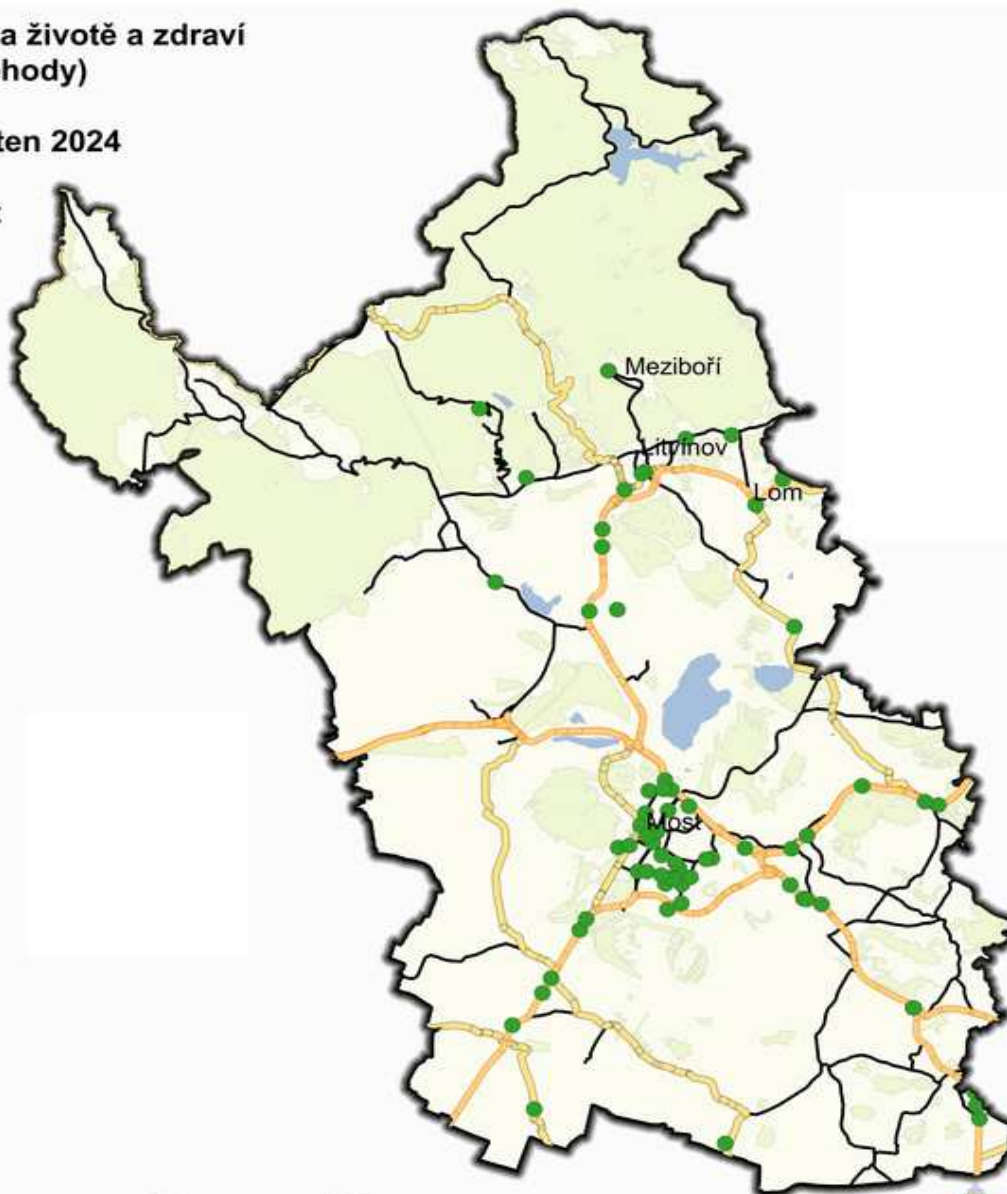 a životě a zdraví
hody)
ten 2024
Meziboří
Litvínov
Lom
Most